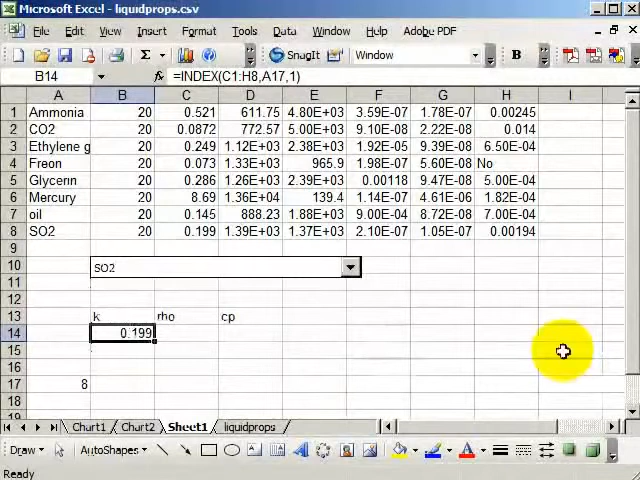 Microsoft Excel - liquidprops.csv
File Edit View Insert Format Tools Data Window Help Adobe PDF
Σ SnagIt Window B
B14 fx =INDEX(C1:H8,A17,1)
A B C D E F G H I
1 Ammonia 20 0.521 611.75 4.80E+03 3.59E-07 1.78E-07 0.00245
2 CO2 20 0.0872 772.57 5.00E+03 9.10E-08 2.22E-08 0.014
3 Ethylene g 20 0.249 1.12E+03 2.38E+03 1.92E-05 9.39E-08 6.50E-04
4 Freon 20 0.073 1.33E+03 965.9 1.98E-07 5.60E-08 No
5 Glycerin 20 0.286 1.26E+03 2.39E+03 0.00118 9.47E-08 5.00E-04
6 Mercury 20 8.69 1.36E+04 139.4 1.14E-07 4.61E-06 1.82E-04
7 oil 20 0.145 888.23 1.88E+03 9.00E-04 8.72E-08 7.00E-04
8 SO2 20 0.199 1.39E+03 1.37E+03 2.10E-07 1.05E-07 0.00194
9
10 SO2
11
12
13 k rho cp
14 0.199
15
16
17 8
18
19
Chart1 Chart2 Sheet1 liquidprops
Draw AutoShapes A A
Ready